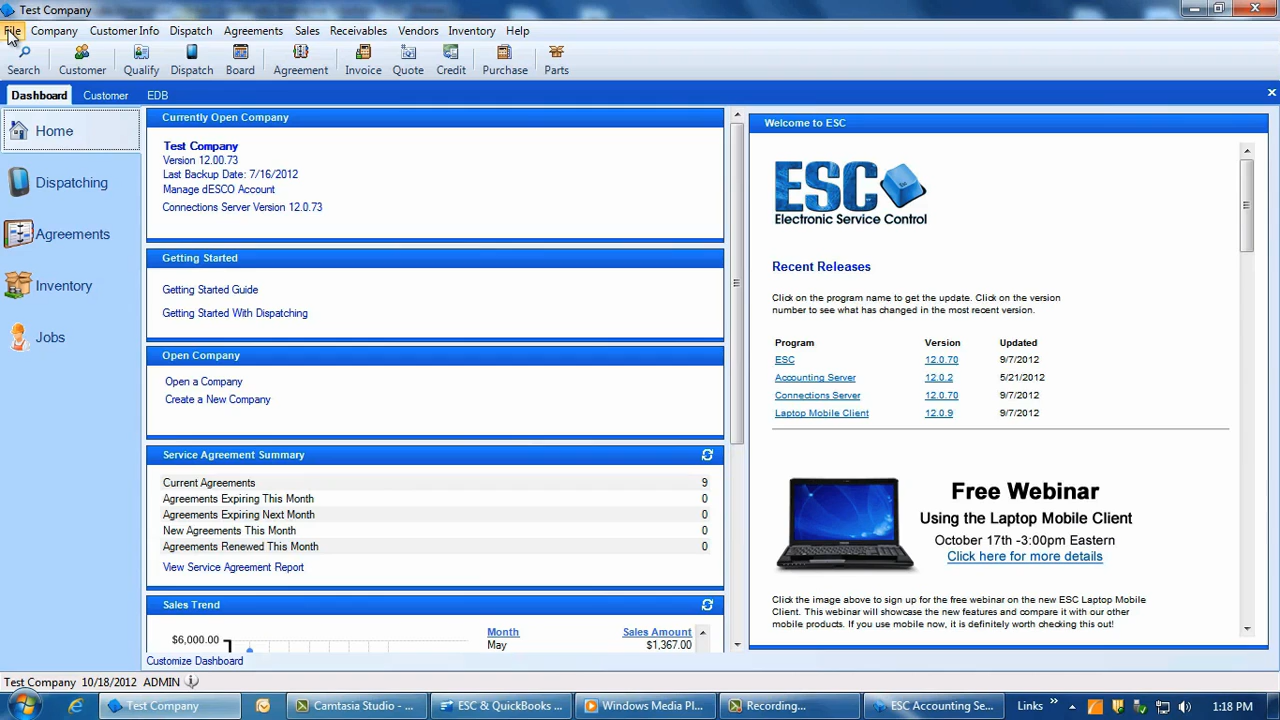 Test Company
File Company Customer Info Dispatch Agreements Sales Receivables Vendors Inventory Help
Search Customer Qualify Dispatch Board Agreement Invoice Quote Credit Purchase Parts
Dashboard Customer EDB
Home
Dispatching
Agreements
Inventory
Jobs
Currently Open Company
Test Company
Version 12.00.73
Last Backup Date: 7/16/2012
Manage dESCO Account
Connections Server Version 12.0.73
Getting Started
Getting Started Guide
Getting Started With Dispatching
Open Company
Open a Company
Create a New Company
Service Agreement Summary
Current Agreements 9
Agreements Expiring This Month 0
Agreements Expiring Next Month 0
New Agreements This Month 0
Agreements Renewed This Month 0
View Service Agreement Report
Sales Trend
$6,000.00
Month Sales Amount
May $1,367.00
Customize Dashboard
Welcome to ESC
ESC
Electronic Service Control
Recent Releases
Click on the program name to get the update. Click on the version
number to see what has changed in the most recent version.
Program Version Updated
ESC 12.0.70 9/7/2012
Accounting Server 12.0.2 5/21/2012
Connections Server 12.0.70 9/7/2012
Laptop Mobile Client 12.0.9 9/7/2012
Free Webinar
Using the Laptop Mobile Client
October 17th -3:00pm Eastern
Click here for more details
Click the image above to sign up for the free webinar on the new ESC Laptop Mobile
Client. This webinar will showcase the new features and compare it with our other
mobile products. If you use mobile now, it is definitely worth checking this out!
Test Company 10/18/2012 ADMIN
Test Company Camtasia Studio - ... ESC & QuickBooks ... Windows Media Pl... Recording... ESC Accounting Se... Links » 1:18 PM